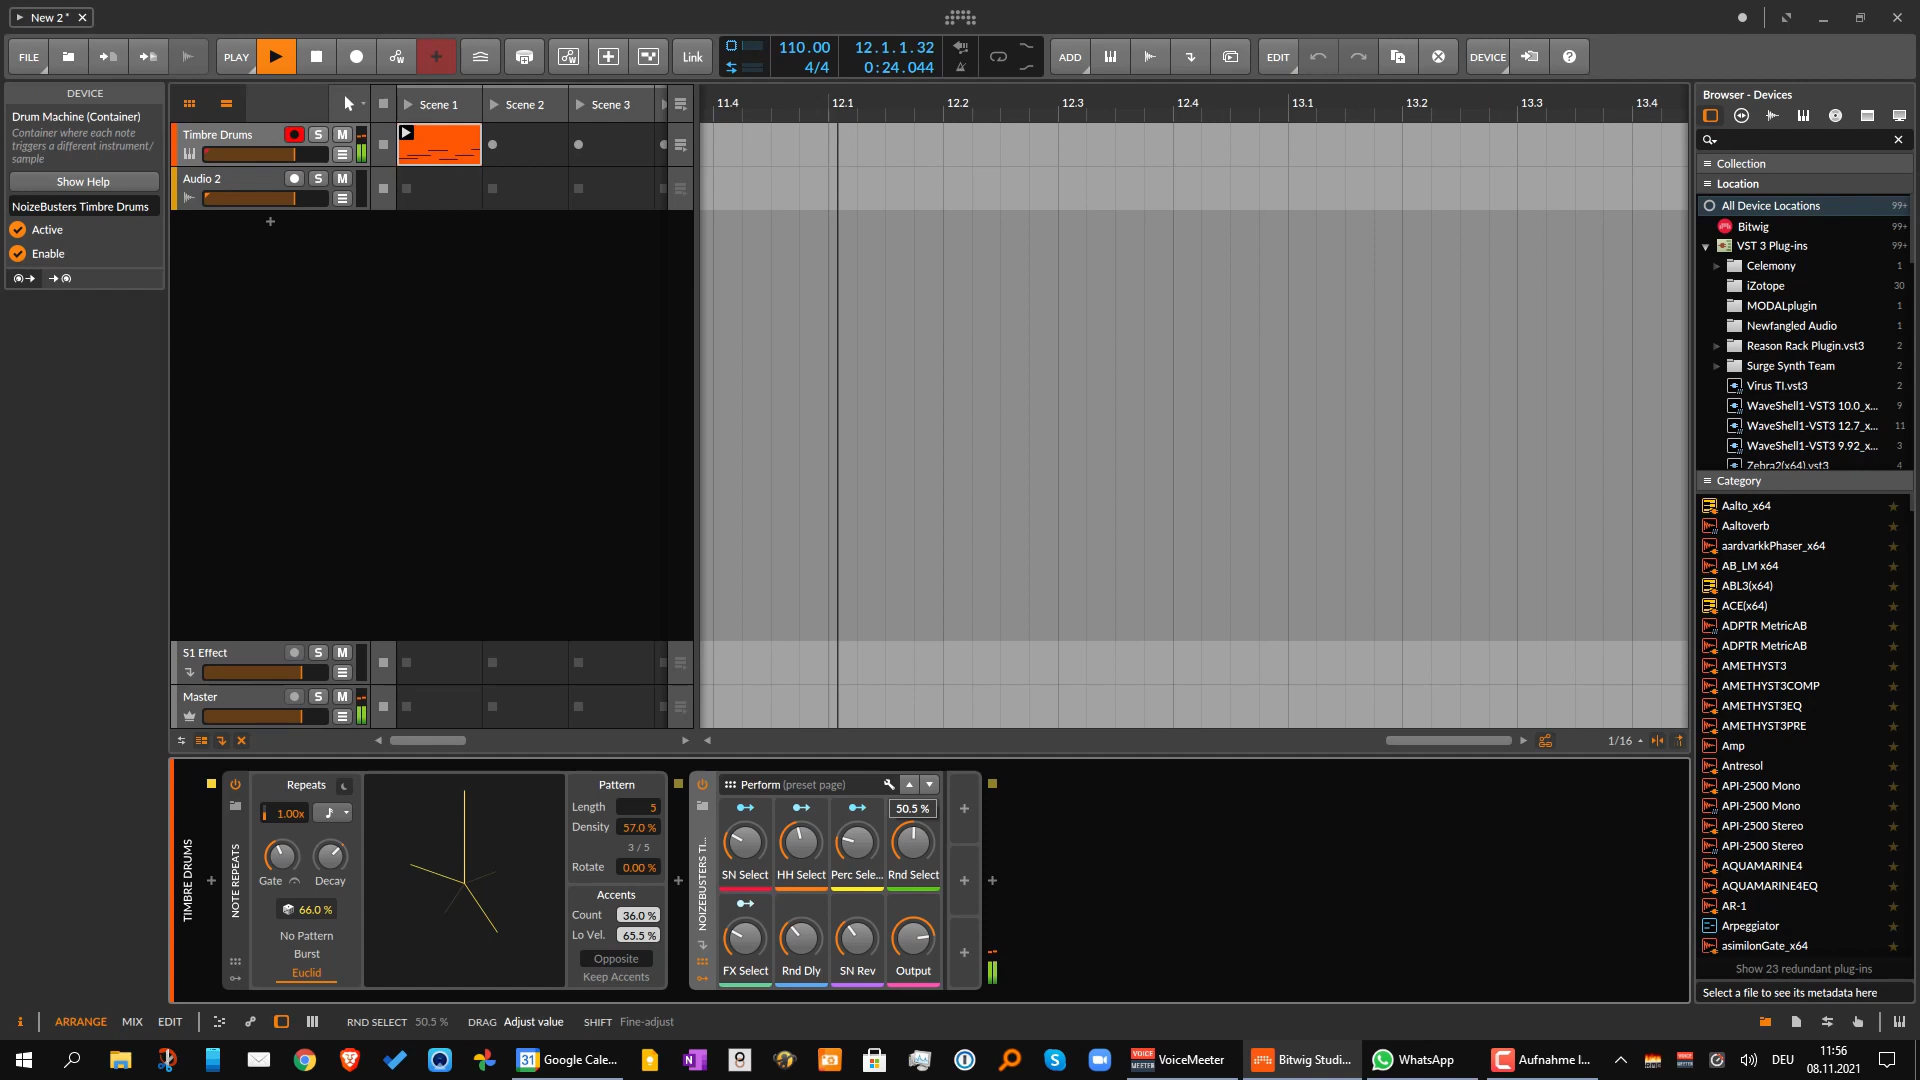 New 2 *
FILE
PLAY
Link
110.00
4/4
12.1.1.32
0:24.044
ADD
EDIT
DEVICE
DEVICE
Drum Machine (Container)
Container where each note
triggers a different instrument/
sample
Show Help
NoizeBusters Timbre Drums
Active
Enable
Scene 1
Scene 2
Scene 3
Timbre Drums
S
M
Audio 2
S
M
S1 Effect
S
M
Master
S
M
11.4
12.1
12.2
12.3
12.4
13.1
13.2
13.3
13.4
1/16
Browser - Devices
Collection
Location
All Device Locations 99+
Bitwig 99+
VST 3 Plug-ins 99+
Celemony 1
iZotope 30
MODALplugin 1
Newfangled Audio 1
Reason Rack Plugin.vst3 2
Surge Synth Team 2
Virus TI.vst3 2
WaveShell1-VST3 10.0_x... 9
WaveShell1-VST3 12.7_x... 11
WaveShell1-VST3 9.92_x... 3
Zebra2(x64).vst3 4
Category
Aalto_x64
Aaltoverb
aardvarkkPhaser_x64
AB_LM x64
ABL3(x64)
ACE(x64)
ADPTR MetricAB
ADPTR MetricAB
AMETHYST3
AMETHYST3COMP
AMETHYST3EQ
AMETHYST3PRE
Amp
Antresol
API-2500 Mono
API-2500 Mono
API-2500 Stereo
API-2500 Stereo
AQUAMARINE4
AQUAMARINE4EQ
AR-1
Arpeggiator
asimilonGate_x64
Show 23 redundant plug-ins
Select a file to see its metadata here
TIMBRE DRUMS
NOTE REPEATS
Repeats
1.00x
Gate
Decay
66.0 %
No Pattern
Burst
Euclid
Pattern
Length 5
Density 57.0 %
3 / 5
Rotate 0.00 %
Accents
Count 36.0 %
Lo Vel. 65.5 %
Opposite
Keep Accents
NOIZEBUSTERS TI...
Perform (preset page)
50.5 %
SN Select
HH Select
Perc Sele...
Rnd Select
FX Select
Rnd Dly
SN Rev
Output
i
ARRANGE
MIX
EDIT
RND SELECT 50.5 %
DRAG Adjust value
SHIFT Fine-adjust
31
Google Cale...
VOICE
MEETER
VoiceMeeter
Bitwig Studi...
WhatsApp
Aufnahme l...
DEU
11:56
08.11.2021